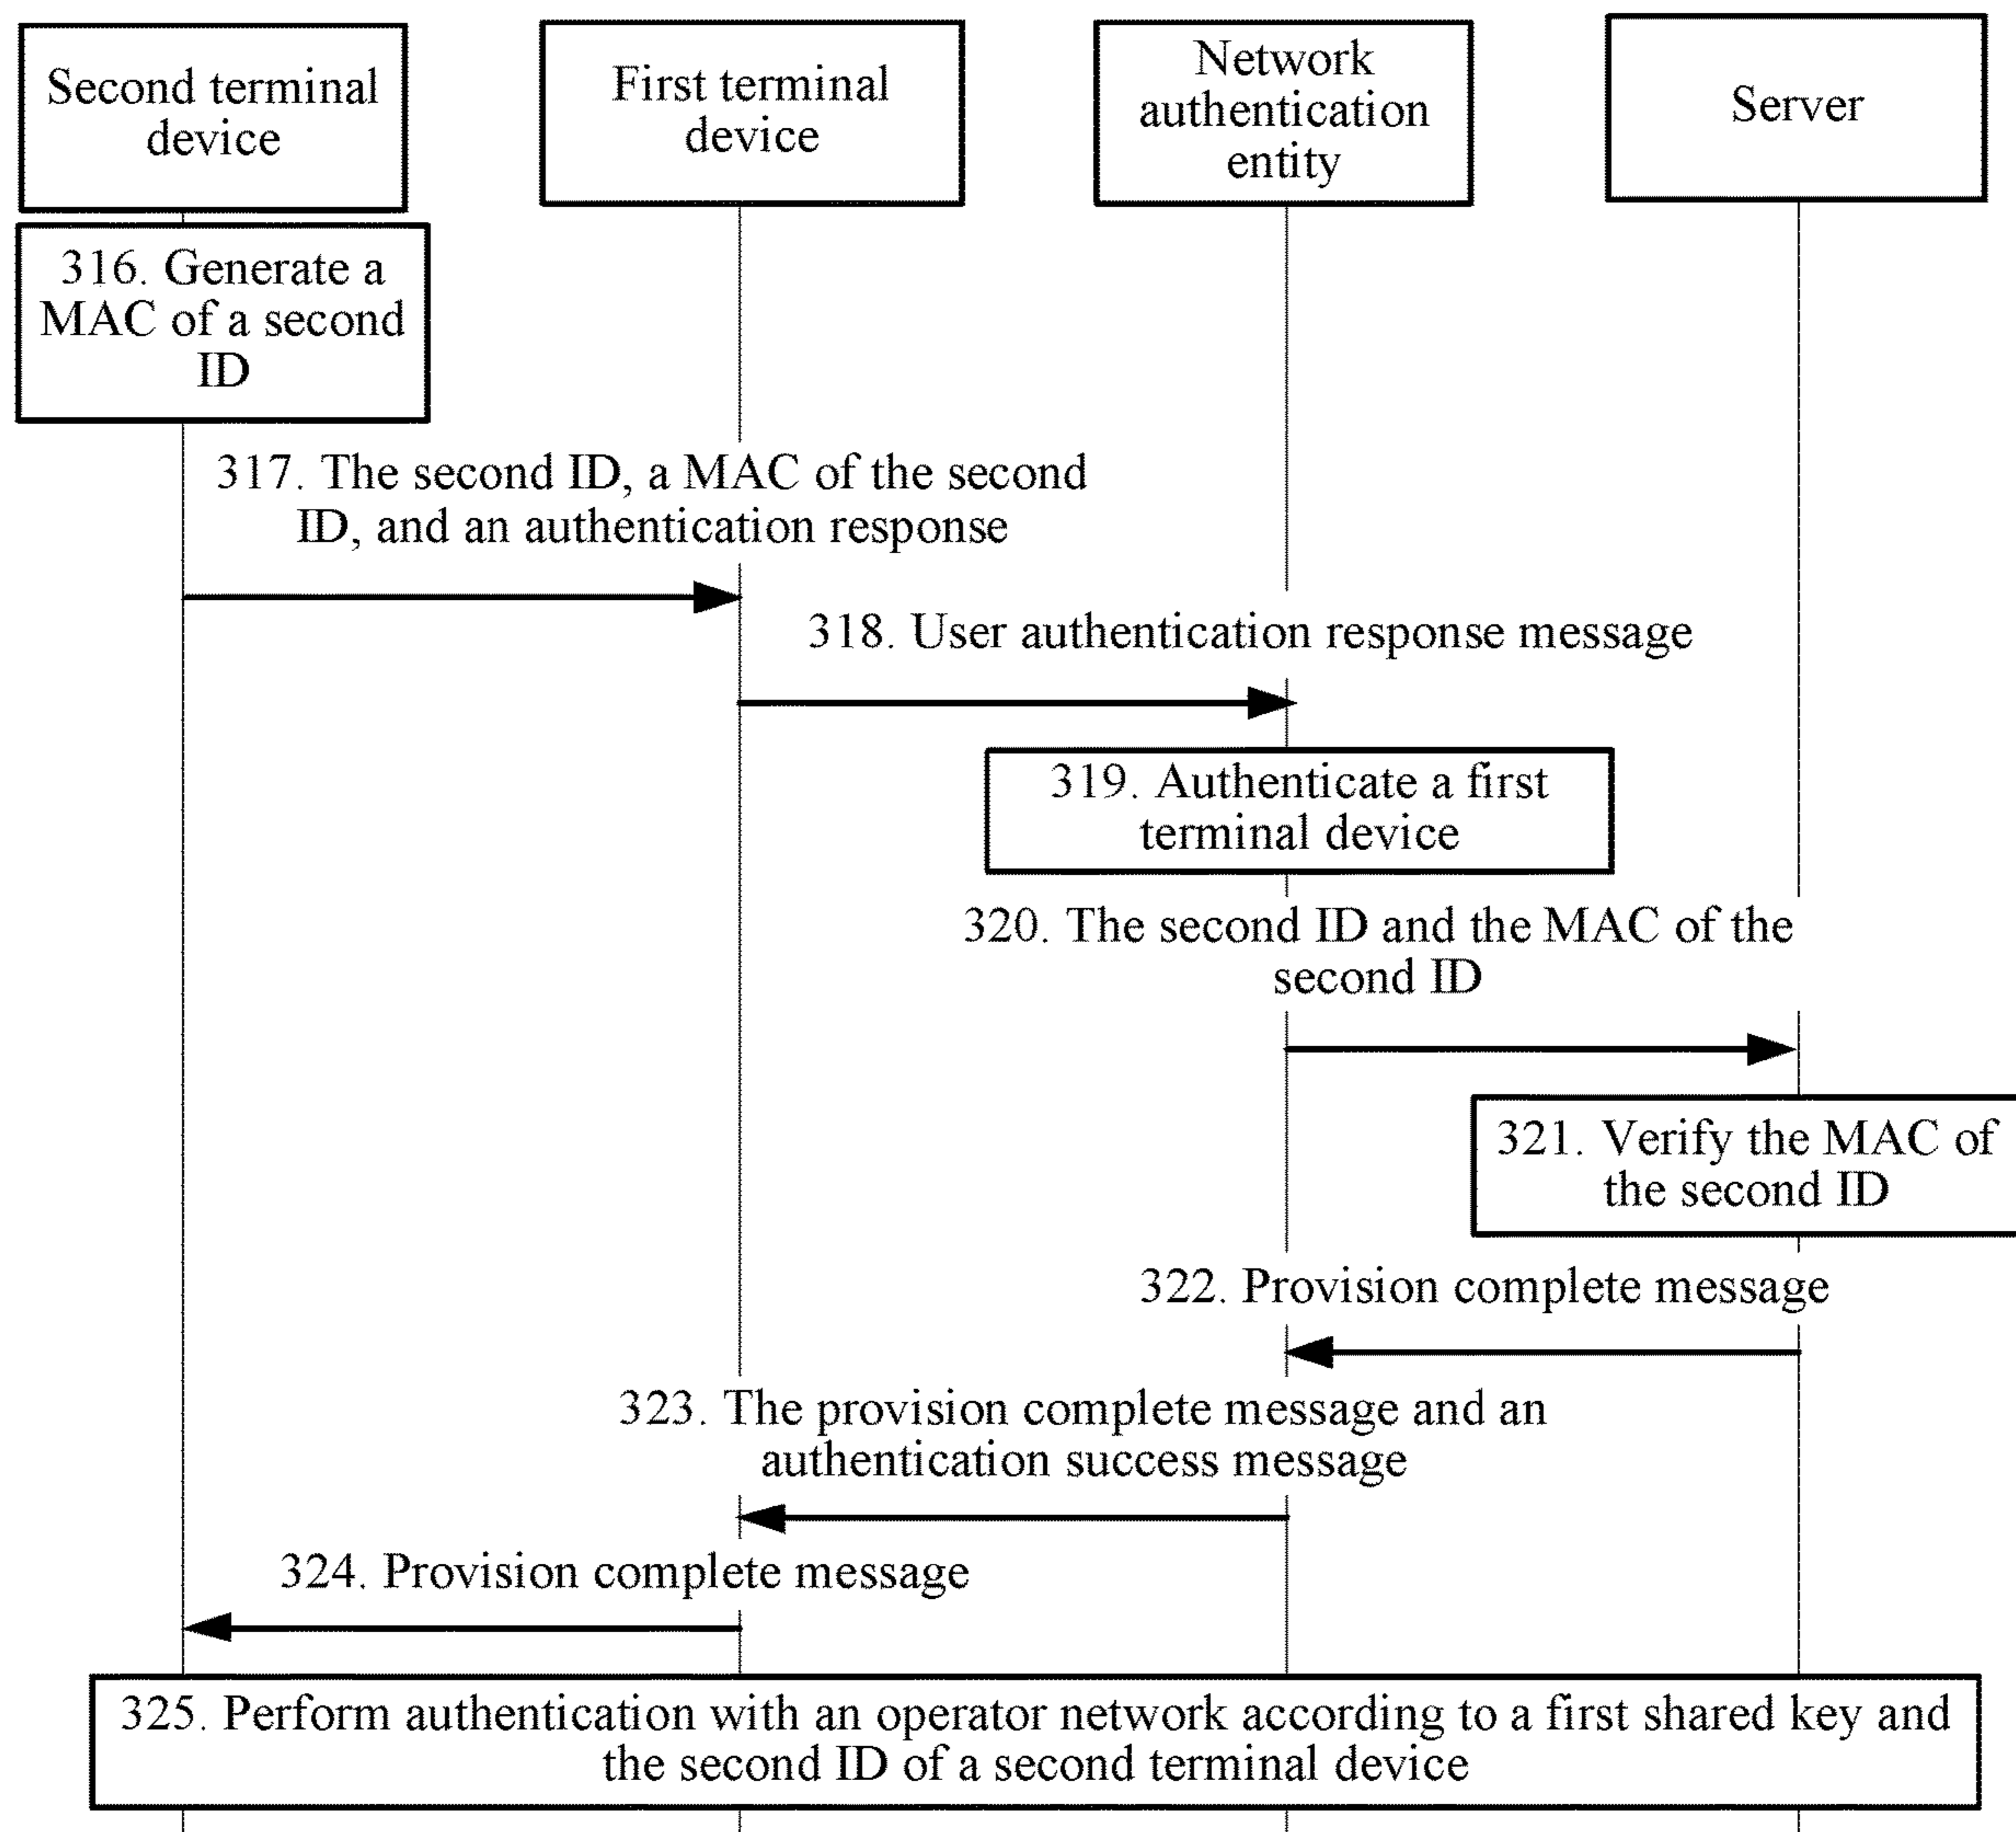 Second terminal
device
First terminal
device
Network
authentication
entity
Server
316. Generate a
MAC of a second
ID
317. The second ID, a MAC of the second
ID, and an authentication response
318. User authentication response message
319. Authenticate a first
terminal device
320. The second ID and the MAC of the
second ID
321. Verify the MAC of
the second ID
322. Provision complete message
323. The provision complete message and an
authentication success message
324. Provision complete message
325. Perform authentication with an operator network according to a first shared key and
the second ID of a second terminal device